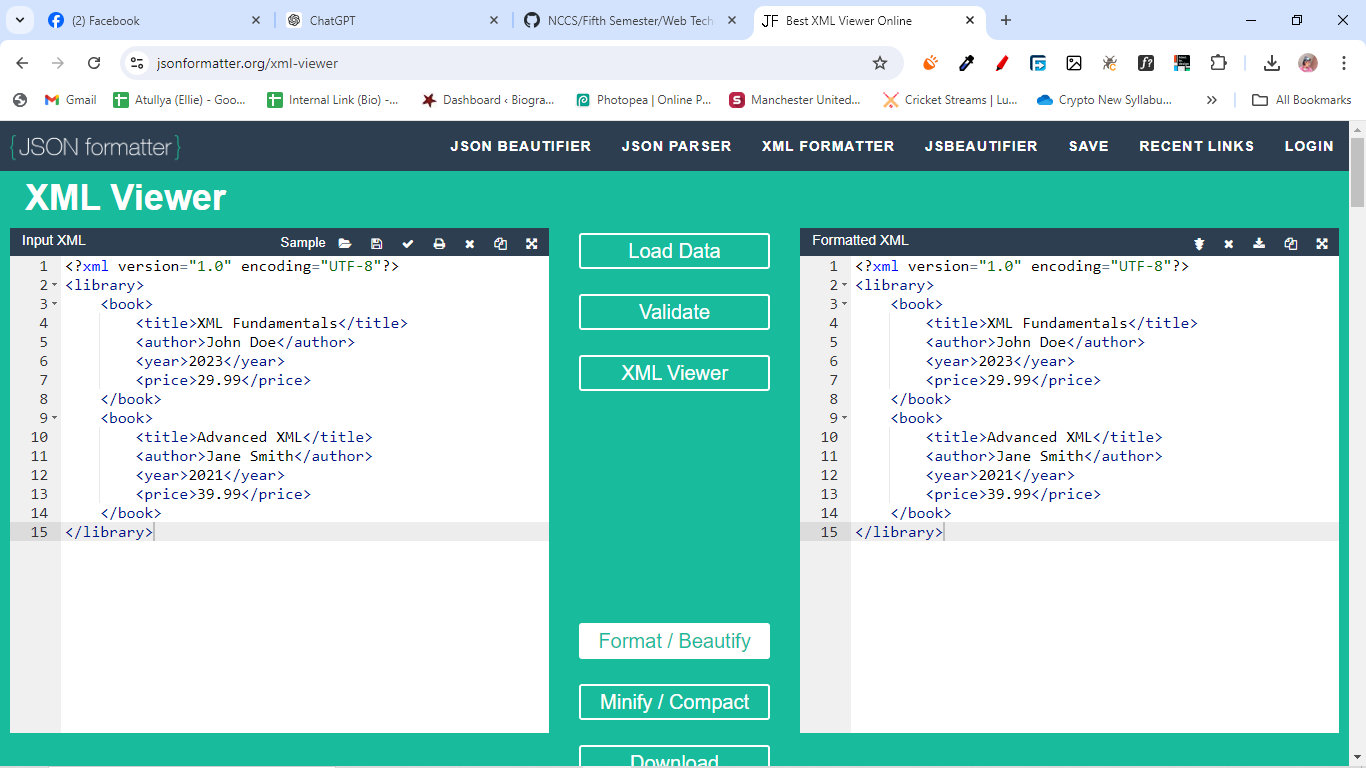 (2) Facebook
ChatGPT
NCCS/Fifth Semester/Web Tech
JF Best XML Viewer Online
jsonformatter.org/xml-viewer
Gmail
Atullya (Ellie) - Goo...
Internal Link (Bio) -...
Dashboard ‹ Biogra...
Photopea | Online P...
Manchester United...
Cricket Streams | Lu...
Crypto New Syllabu...
All Bookmarks
{JSON formatter}
JSON BEAUTIFIER
JSON PARSER
XML FORMATTER
JSBEAUTIFIER
SAVE
RECENT LINKS
LOGIN
XML Viewer
Input XML
Sample
1 <?xml version="1.0" encoding="UTF-8"?>
2 <library>
3 <book>
4 <title>XML Fundamentals</title>
5 <author>John Doe</author>
6 <year>2023</year>
7 <price>29.99</price>
8 </book>
9 <book>
10 <title>Advanced XML</title>
11 <author>Jane Smith</author>
12 <year>2021</year>
13 <price>39.99</price>
14 </book>
15 </library>
Load Data
Validate
XML Viewer
Format / Beautify
Minify / Compact
Download
Formatted XML
1 <?xml version="1.0" encoding="UTF-8"?>
2 <library>
3 <book>
4 <title>XML Fundamentals</title>
5 <author>John Doe</author>
6 <year>2023</year>
7 <price>29.99</price>
8 </book>
9 <book>
10 <title>Advanced XML</title>
11 <author>Jane Smith</author>
12 <year>2021</year>
13 <price>39.99</price>
14 </book>
15 </library>